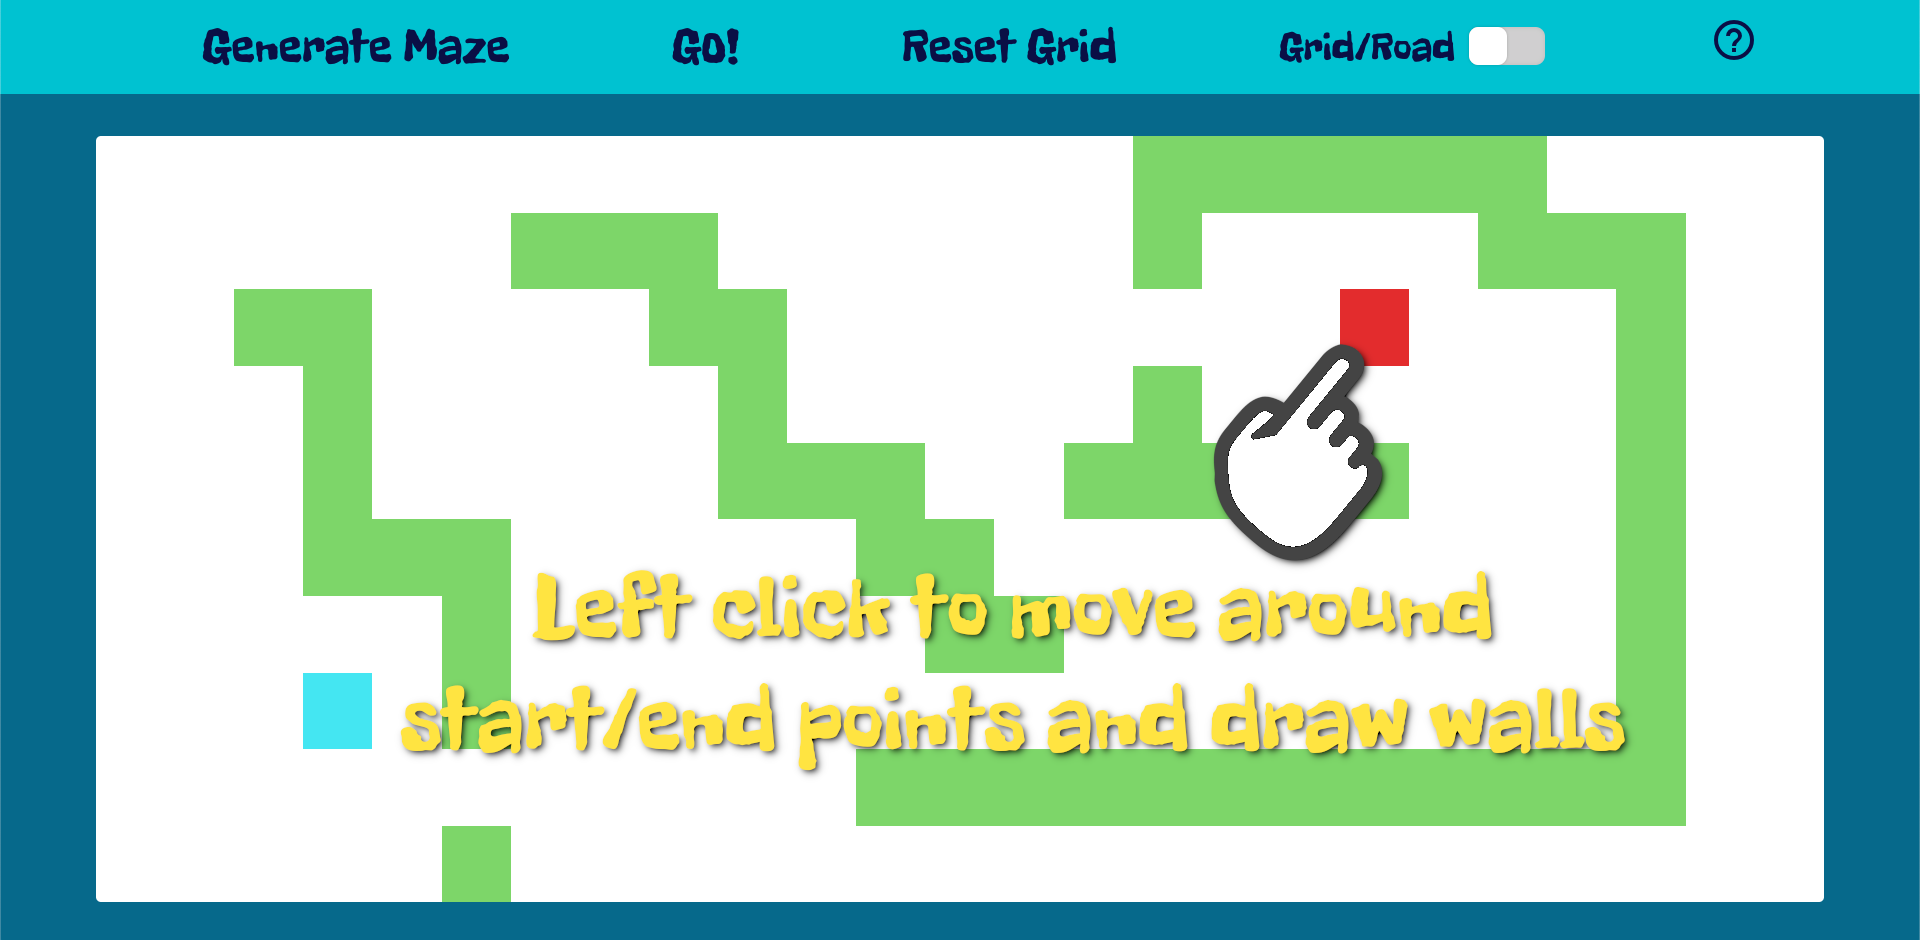 Generate Maze GO! Reset Grid Grid/Road ?
Left click to move around
start/end points and draw walls